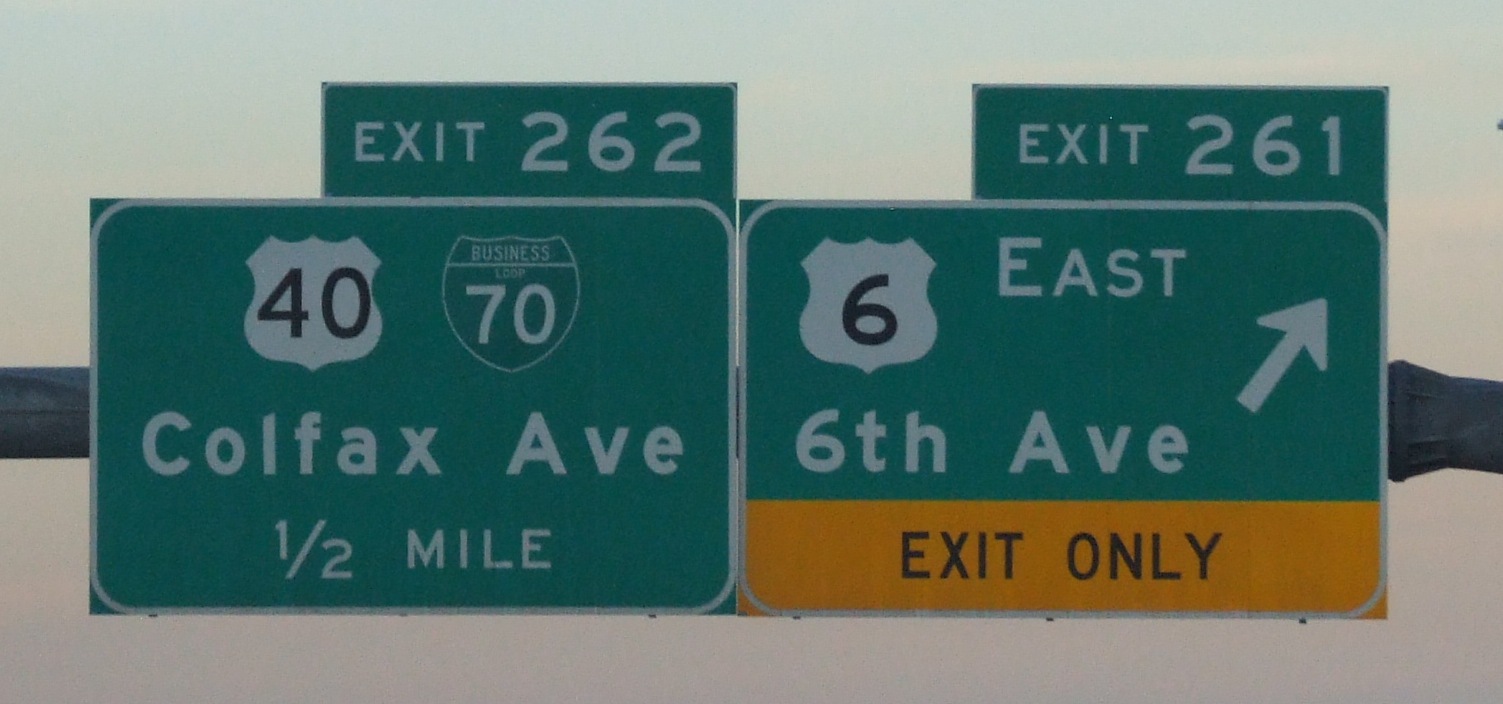 EXIT 262
40
BUSINESS
LOOP
70
Colfax Ave
1/2 MILE
EXIT 261
6 EAST
6th Ave
EXIT ONLY